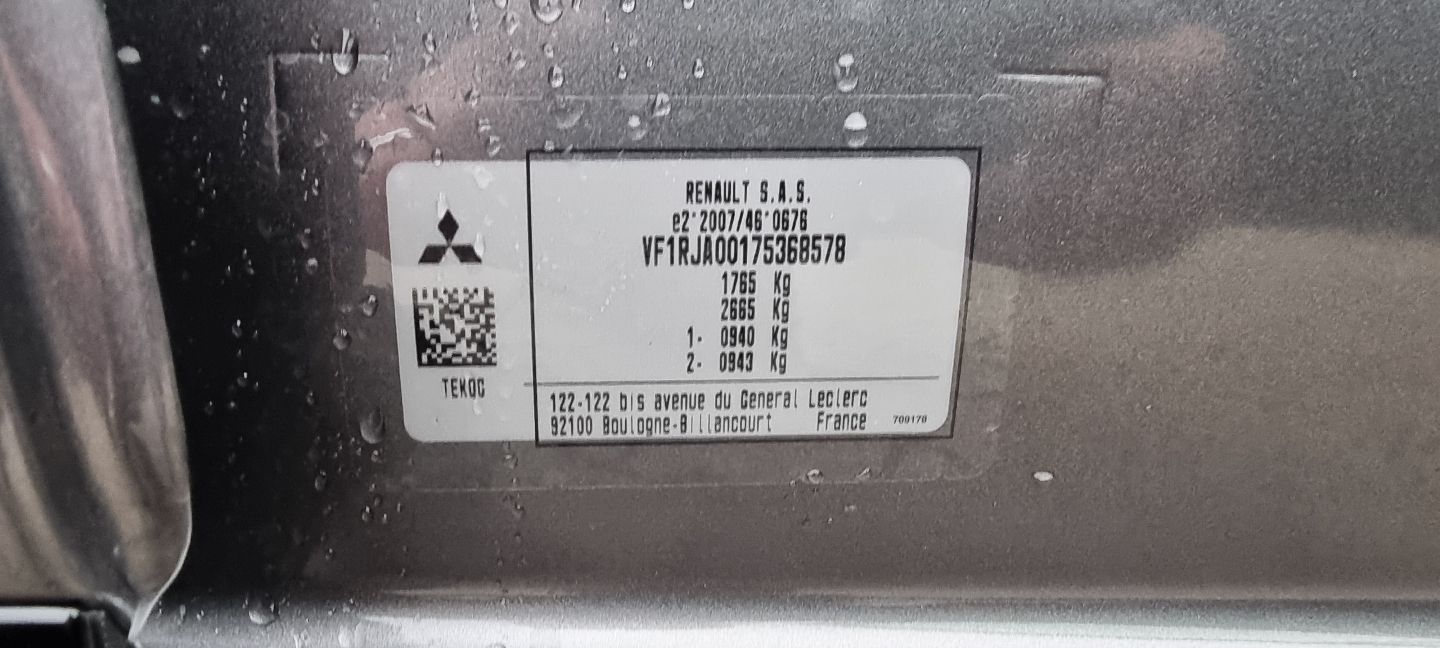 RENAULT S.A.S.
e2*2007/46*0676
VF1RJA00175368578
1765 Kg
2665 Kg
1- 0940 Kg
2- 0943 Kg
TEKQG
122-122 bis avenue du General Leclerc
92100 Boulogne-Billancourt France
709178